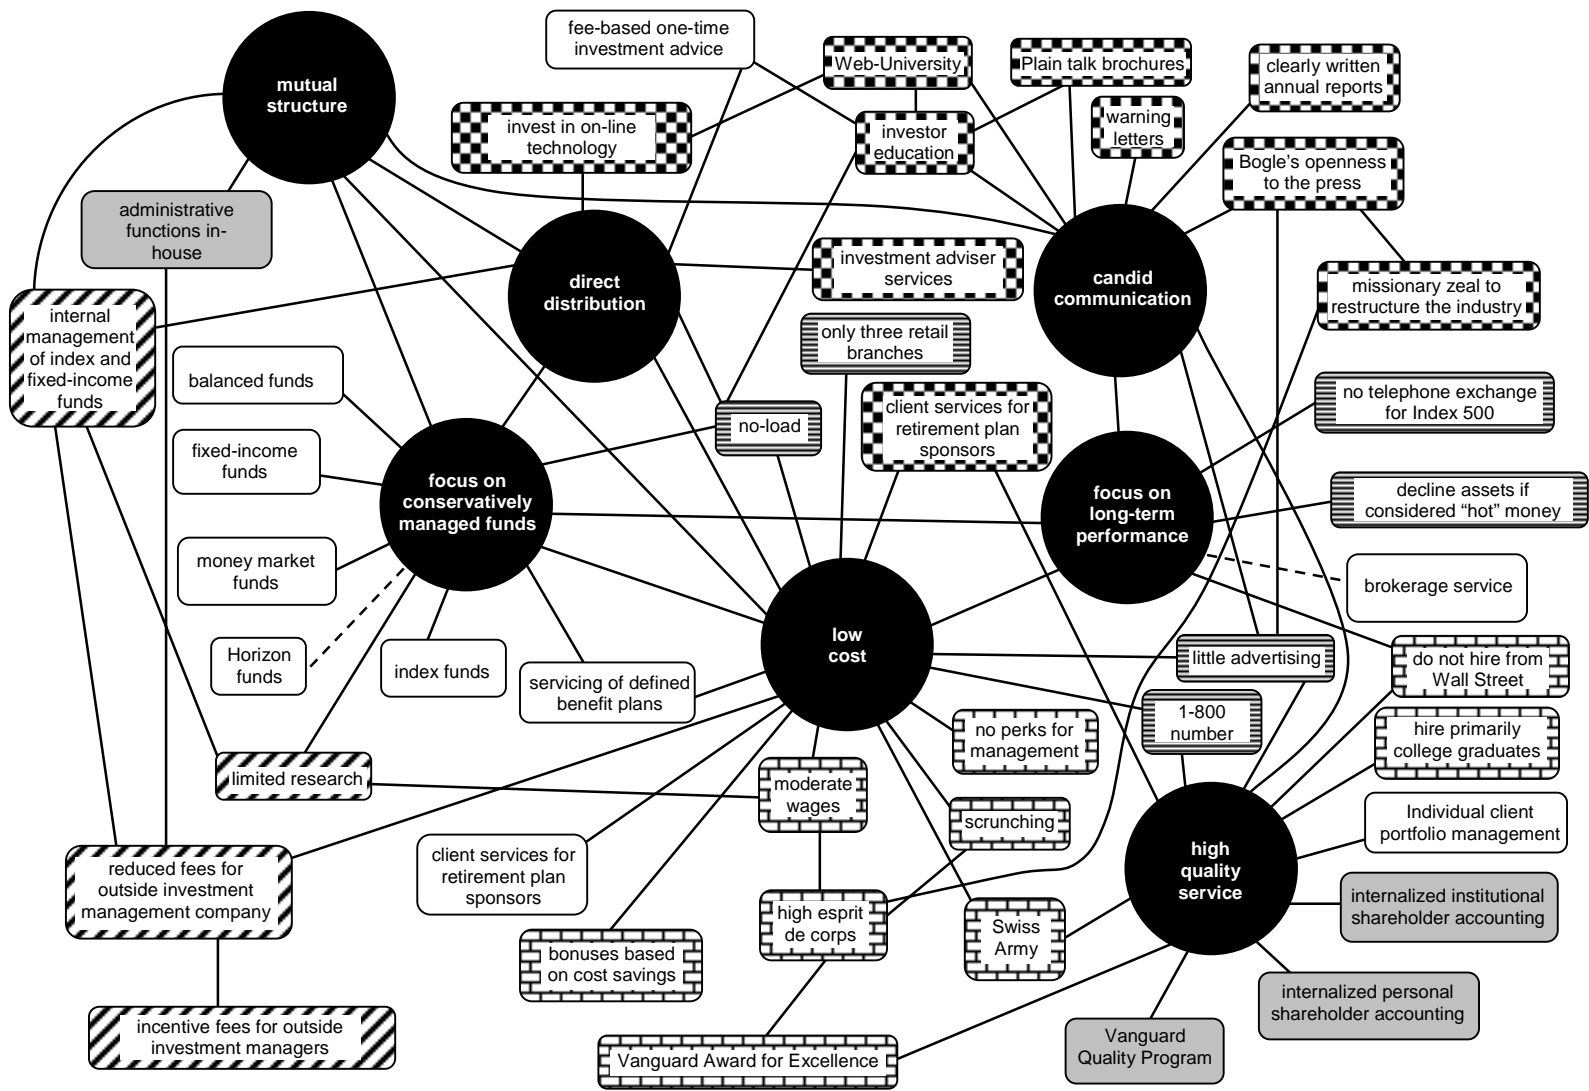 fee-based one-time
investment advice
Web-University
Plain talk brochures
clearly written
annual reports
mutual
structure
invest in on-line
technology
investor
education
warning
letters
Bogle’s openness
to the press
administrative
functions in-
house
direct
distribution
investment adviser
services
candid
communication
missionary zeal to
restructure the industry
internal
management
of index and
fixed-income
funds
only three retail
branches
balanced funds
no-load
client services for
retirement plan
sponsors
no telephone exchange
for Index 500
fixed-income
funds
focus on
conservatively
managed funds
focus on
long-term
performance
decline assets if
considered “hot” money
money market
funds
brokerage service
Horizon
funds
index funds
servicing of defined
benefit plans
low
cost
little advertising
do not hire from
Wall Street
1-800
number
no perks for
management
hire primarily
college graduates
limited research
moderate
wages
scrunching
Individual client
portfolio management
client services for
retirement plan
sponsors
high
quality
service
reduced fees for
outside investment
management company
high esprit
de corps
Swiss
Army
internalized institutional
shareholder accounting
bonuses based
on cost savings
internalized personal
shareholder accounting
incentive fees for outside
investment managers
Vanguard Award for Excellence
Vanguard
Quality Program